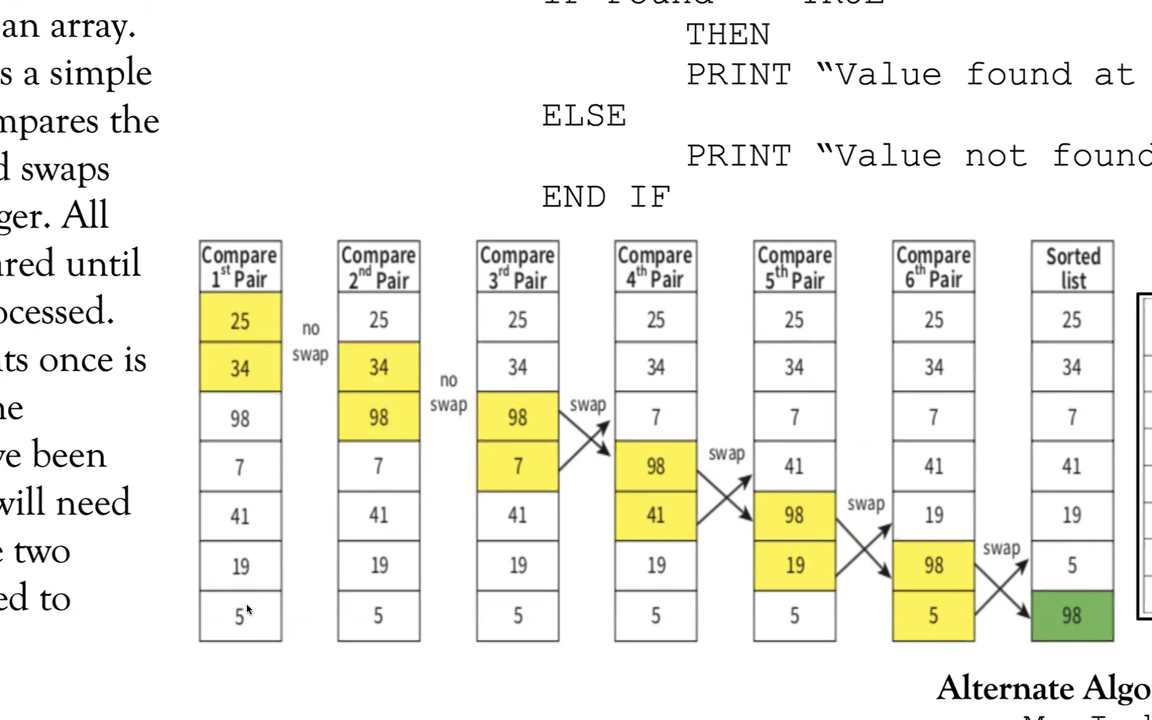 an array.
s a simple
mpares the
d swaps
ger. All
ared until
ocessed.
ts once is
he
ve been
will need
e two
ed to
THEN
PRINT “Value found at
ELSE
PRINT “Value not found
END IF
Compare 1st Pair
25
34
98
7
41
19
5
no swap
Compare 2nd Pair
25
34
98
7
41
19
5
no swap
Compare 3rd Pair
25
34
98
7
41
19
5
swap
Compare 4th Pair
25
34
7
98
41
19
5
swap
Compare 5th Pair
25
34
7
41
98
19
5
swap
Compare 6th Pair
25
34
7
41
19
98
5
swap
Sorted list
25
34
7
41
19
5
98
Alternate Algo